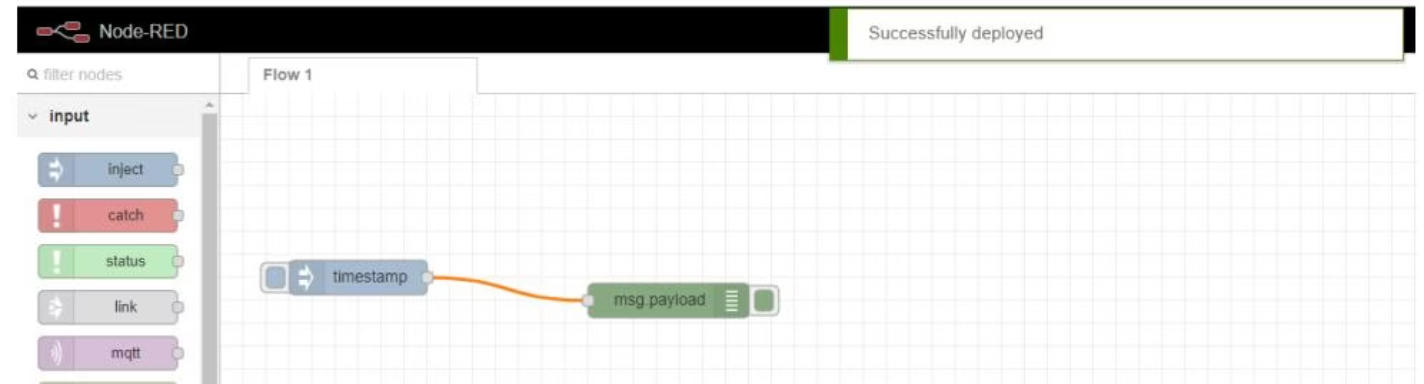 Node-RED
Successfully deployed
filter nodes
Flow 1
input
inject
catch
status
link
mqtt
timestamp
msg.payload